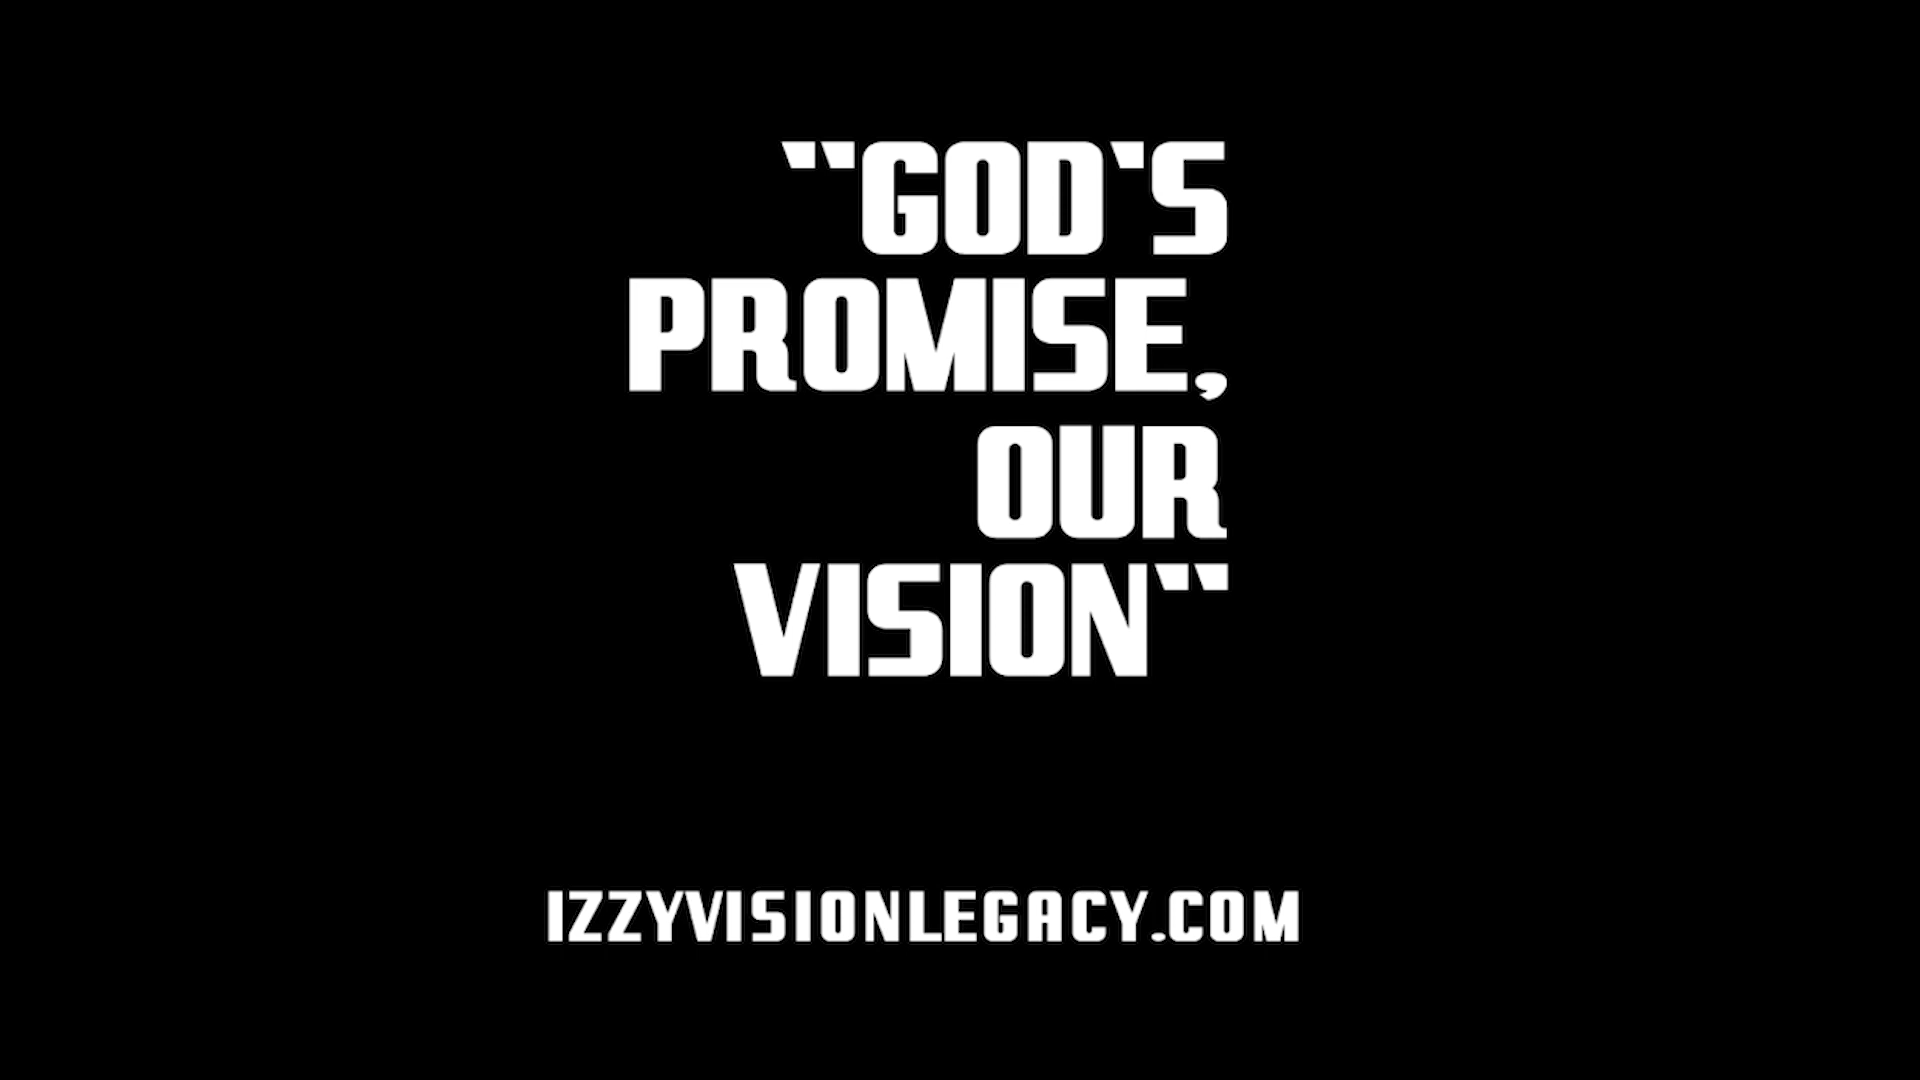 "GOD'S
PROMISE,
OUR
VISION"
IZZYVISIONLEGACY.COM